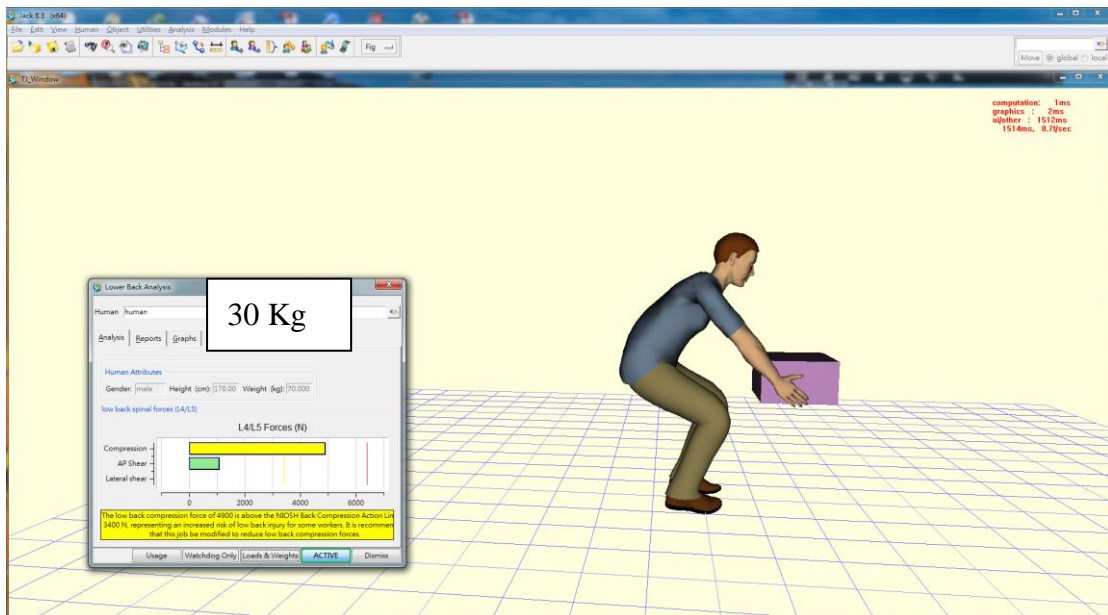 Jack 8.3 (x64)
File Edit View Human Object Utilities Analysis Modules Help
Fig
Move global local
TJ_Window
computation: 1ms
graphics : 2ms
ui/other : 1512ms
1514ms, 0.7f/sec
Lower Back Analysis
Human human
30 Kg
Analysis Reports Graphs
Human Attributes
Gender: male Height (cm): 170.00 Weight (kg): 70.000
low back spinal forces (L4/L5)
L4/L5 Forces (N)
Compression
AP Shear
Lateral shear
0 2000 4000 6000
The low back compression force of 4900 is above the NIOSH Back Compression Action Lin
3400 N, representing an increased risk of low back injury for some workers. It is recommen
that this job be modified to reduce low back compression forces.
Usage Watchdog Only Loads & Weights ACTIVE Dismiss